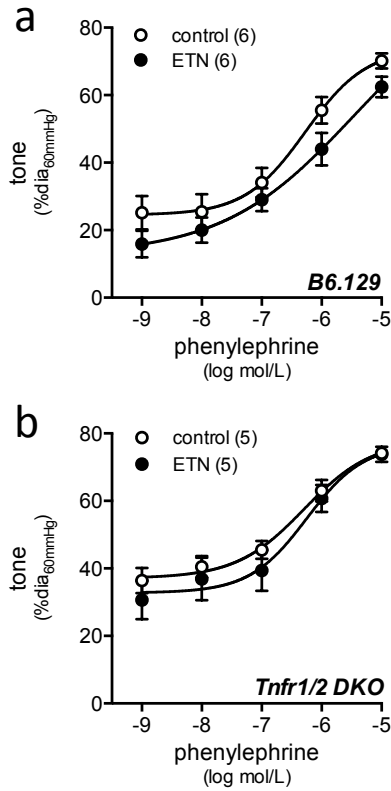 a
control (6)
ETN (6)
80
60
40
20
0
tone
(%dia60mmHg)
B6.129
-9 -8 -7 -6 -5
phenylephrine
(log mol/L)
b
control (5)
ETN (5)
80
60
40
20
0
tone
(%dia60mmHg)
Tnfr1/2 DKO
-9 -8 -7 -6 -5
phenylephrine
(log mol/L)